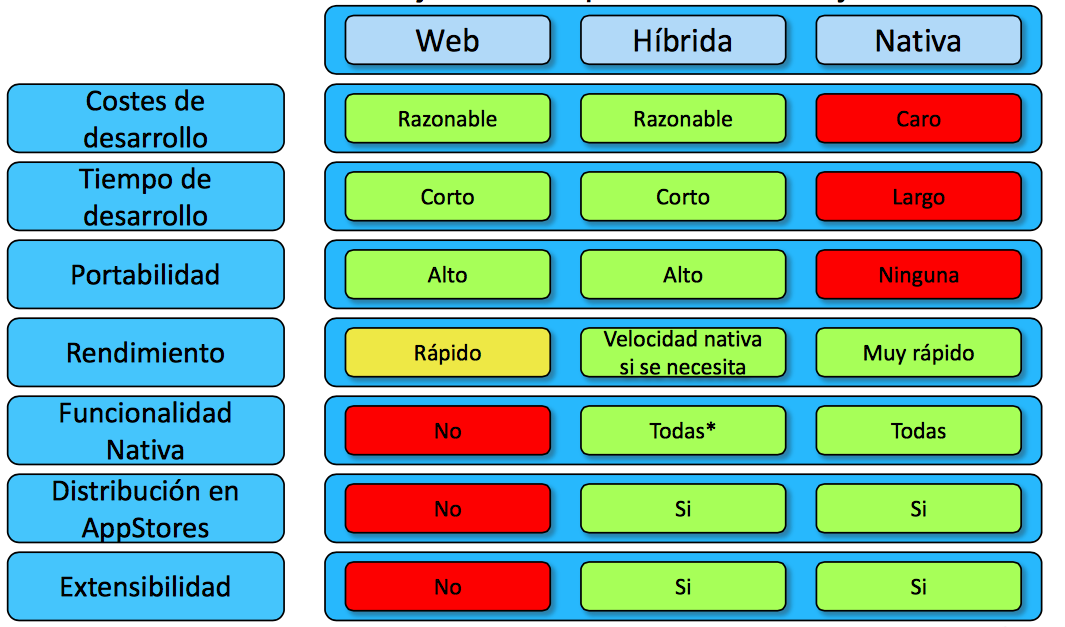 Web Híbrida Nativa
Costes de
desarrollo
Razonable Razonable Caro
Tiempo de
desarrollo
Corto Corto Largo
Portabilidad Alto Alto Ninguna
Rendimiento Rápido Velocidad nativa
si se necesita
Muy rápido
Funcionalidad
Nativa
No Todas* Todas
Distribución en
AppStores
No Si Si
Extensibilidad No Si Si